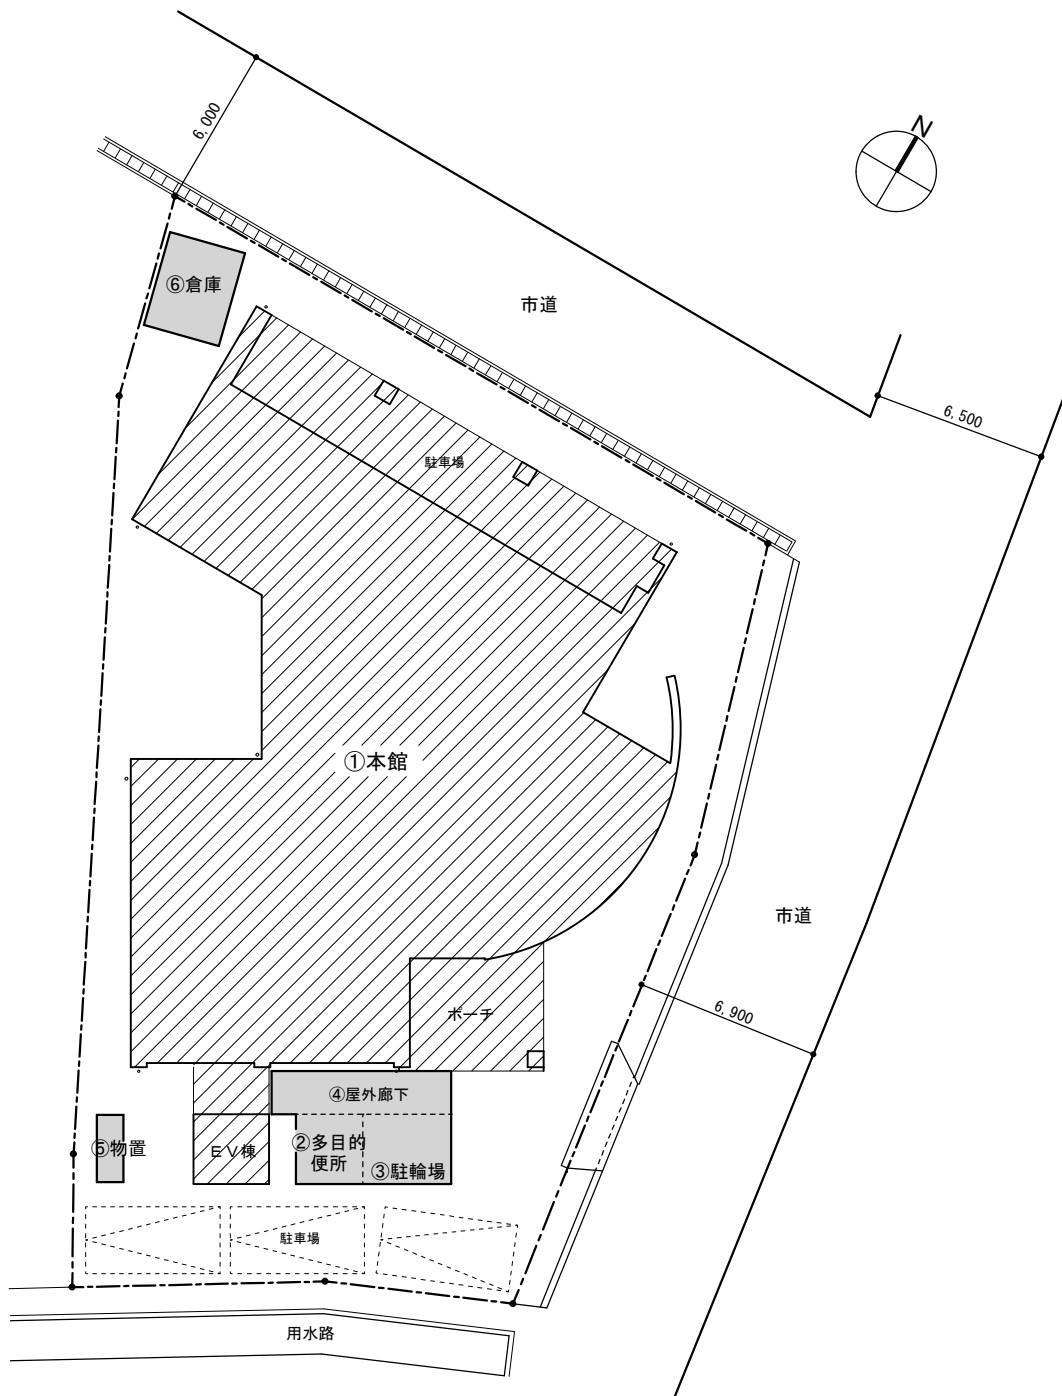 6,000
N
⑥倉庫
市道
6,500
駐車場
①本館
市道
ポーチ
6,900
④屋外廊下
⑤物置
EV棟
②多目的
便所
③駐輪場
駐車場
用水路